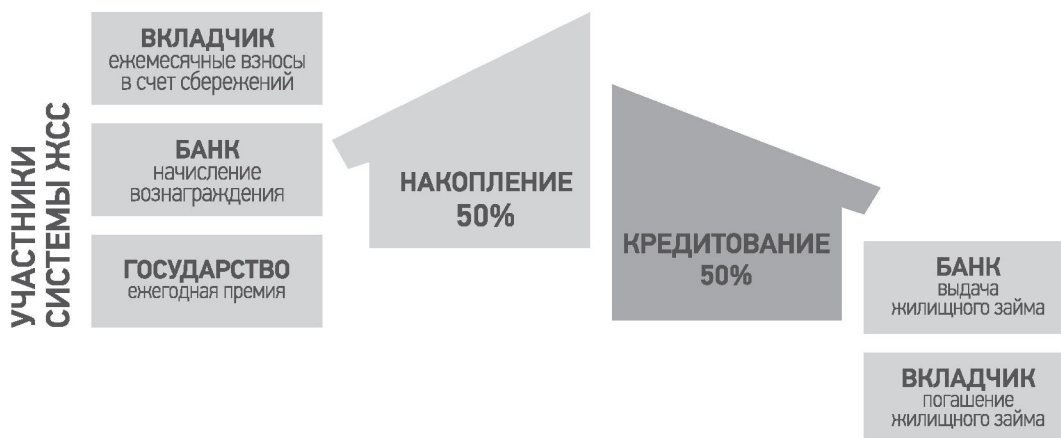 УЧАСТНИКИ
СИСТЕМЫ ЖСС
ВКЛАДЧИК
ежемесячные взносы
в счет сбережений
БАНК
начисление
вознаграждения
ГОСУДАРСТВО
ежегодная премия
НАКОПЛЕНИЕ
50%
КРЕДИТОВАНИЕ
50%
БАНК
выдача
жилищного займа
ВКЛАДЧИК
погашение
жилищного займа